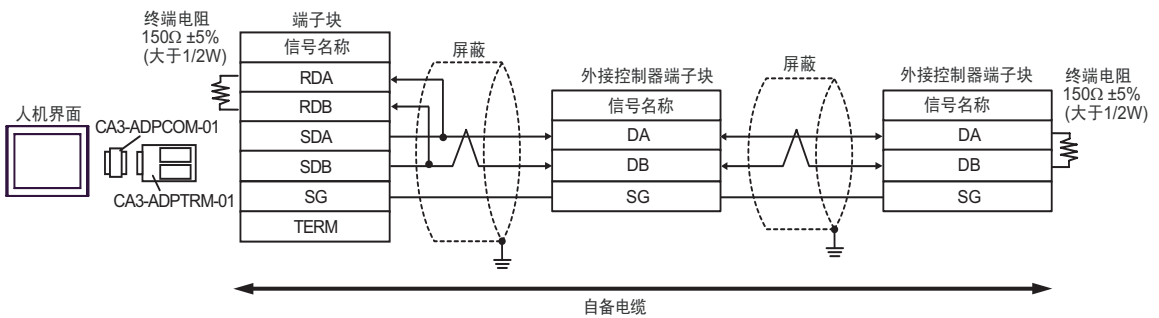 终端电阻
150Ω ±5%
(大于1/2W)
端子块
信号名称
RDA
RDB
SDA
SDB
SG
TERM
人机界面
CA3-ADPCOM-01
CA3-ADPTRM-01
屏蔽
外接控制器端子块
信号名称
DA
DB
SG
屏蔽
外接控制器端子块
信号名称
DA
DB
SG
终端电阻
150Ω ±5%
(大于1/2W)
自备电缆